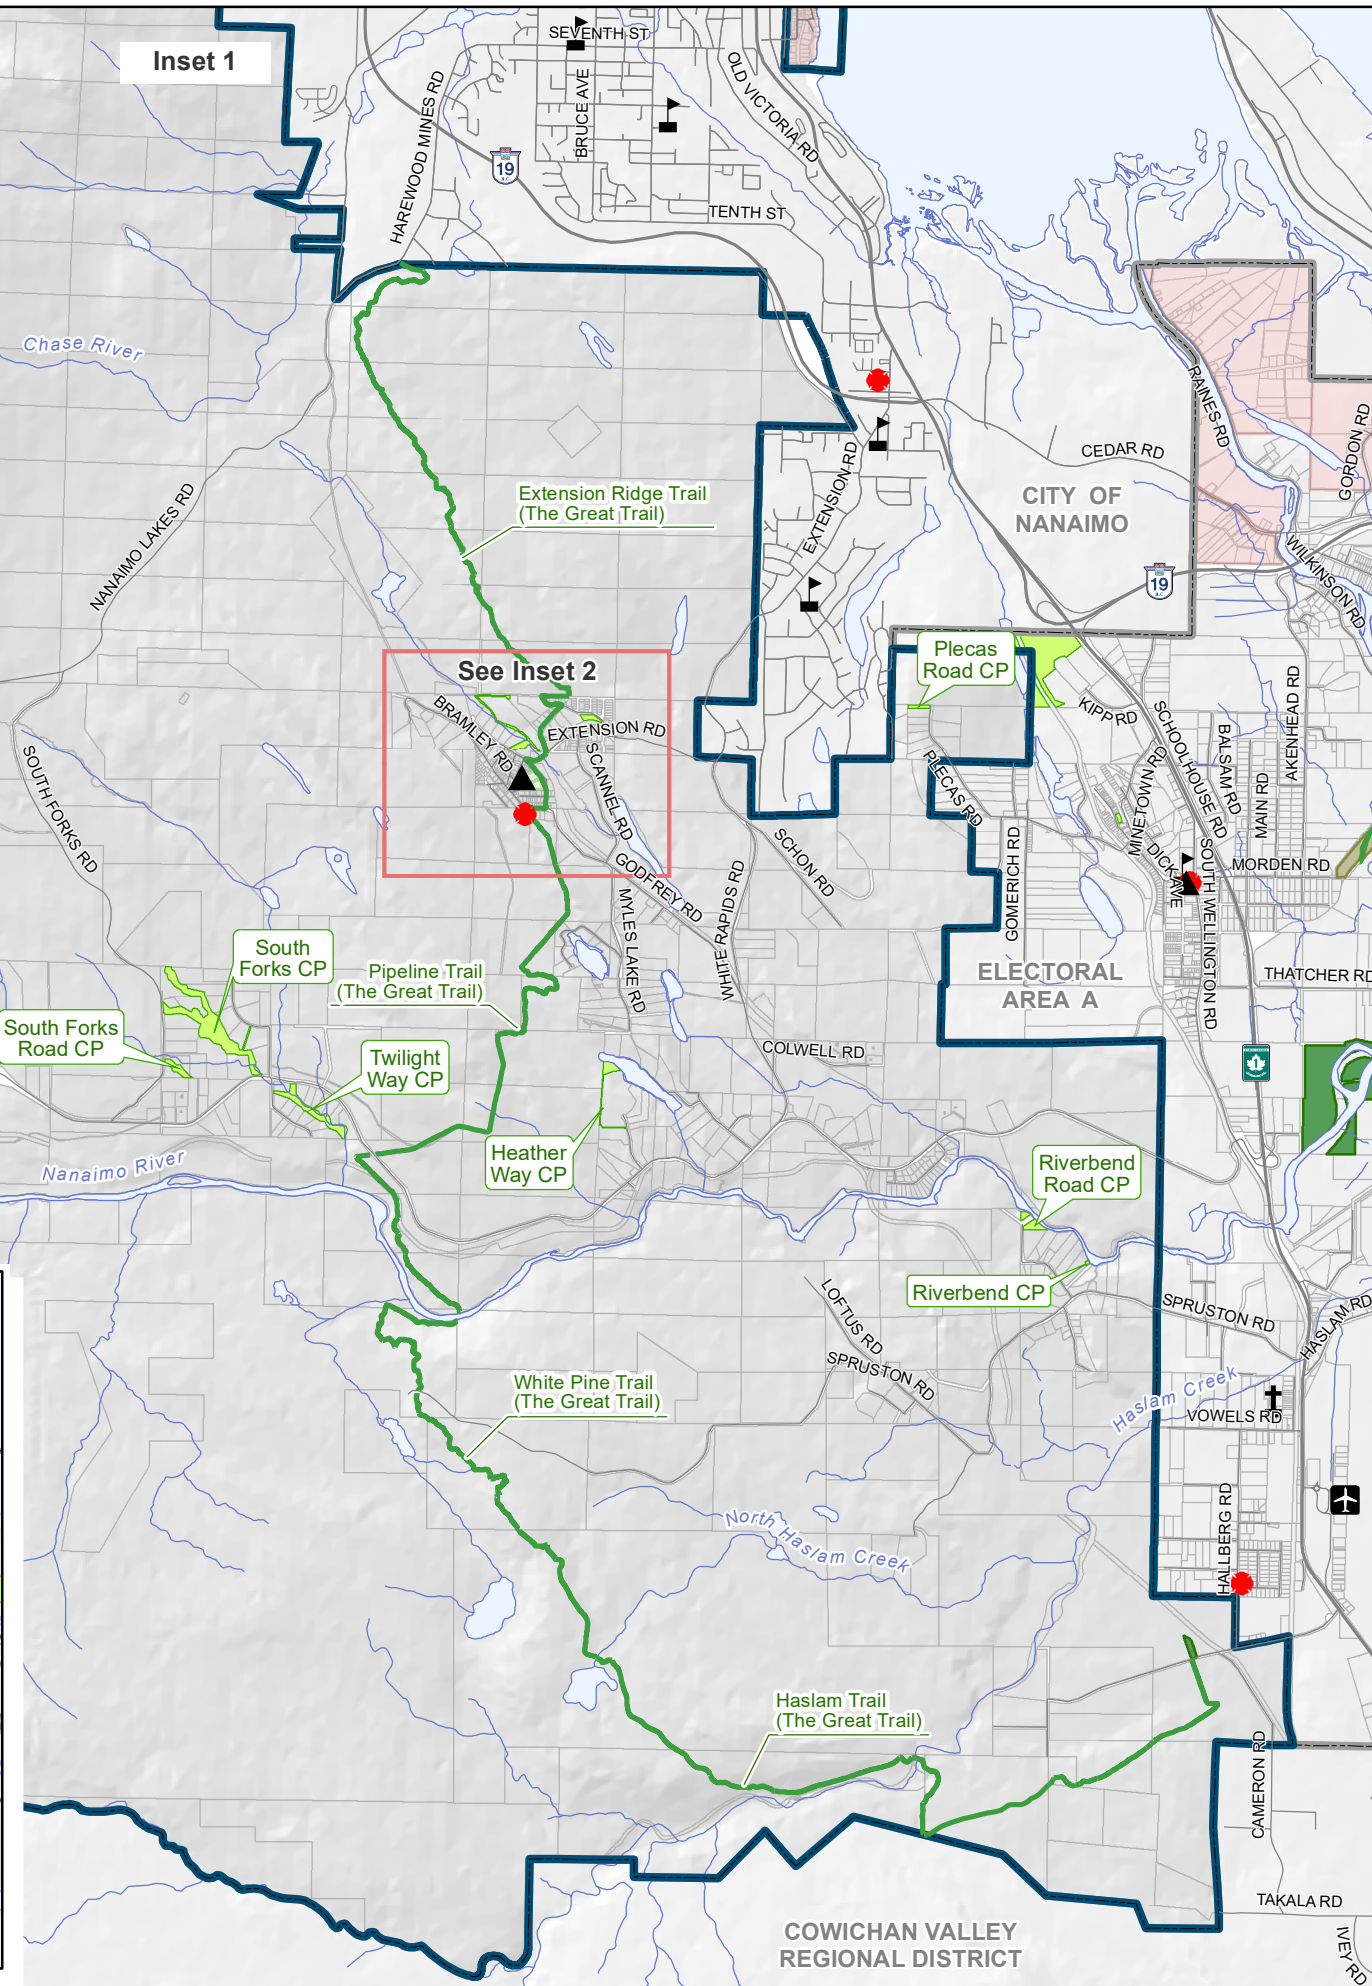 Inset 1
SEVENTH ST
BRUCE AVE
OLD VICTORIA RD
HAREWOOD MINES RD
19
B.C.
TENTH ST
Chase River
RAINES RD
GORDON RD
CEDAR RD
EXTENSION RD
CITY OF
NANAIMO
Extension Ridge Trail
(The Great Trail)
NANAIMO LAKES RD
WILKINSON RD
19
B.C.
See Inset 2
Plecas
Road CP
BRAMLEY RD
EXTENSION RD
SCANNEL RD
KIPP RD
SCHOOLHOUSE RD
BALSAM RD
MAIN RD
AKENHEAD RD
MINETOWN RD
PLECAS RD
SOUTH FORKS RD
SCHON RD
GOMERICH RD
DICK AVE
MORDEN RD
GODFREY RD
MYLES LAKE RD
WHITE RAPIDS RD
SOUTH WELLINGTON RD
South
Forks CP
Pipeline Trail
(The Great Trail)
ELECTORAL
AREA A
THATCHER RD
South Forks
Road CP
Twilight
Way CP
COLWELL RD
1
Heather
Way CP
Nanaimo River
Riverbend
Road CP
Riverbend CP
LOFTUS RD
SPRUSTON RD
SPRUSTON RD
HASLAM RD
White Pine Trail
(The Great Trail)
Haslam Creek
VOWELS RD
HALLBERG RD
North Haslam Creek
Haslam Trail
(The Great Trail)
CAMERON RD
TAKALA RD
COWICHAN VALLEY
REGIONAL DISTRICT
IVEY RD